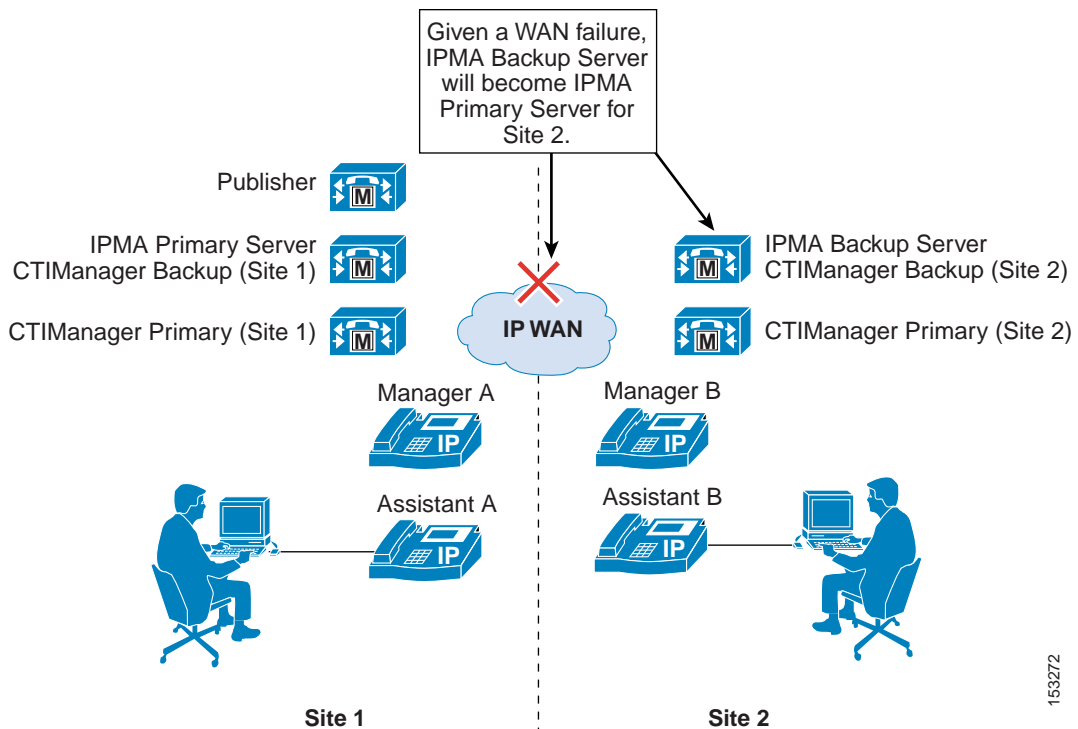 Given a WAN failure,
IPMA Backup Server
will become IPMA
Primary Server for
Site 2.
Publisher
M
IPMA Primary Server
CTIManager Backup (Site 1)
M
IPMA Backup Server
CTIManager Backup (Site 2)
M
CTIManager Primary (Site 1)
M
IP WAN
CTIManager Primary (Site 2)
M
Manager A
IP
Manager B
IP
Assistant A
IP
Assistant B
IP
Site 1
Site 2
153272